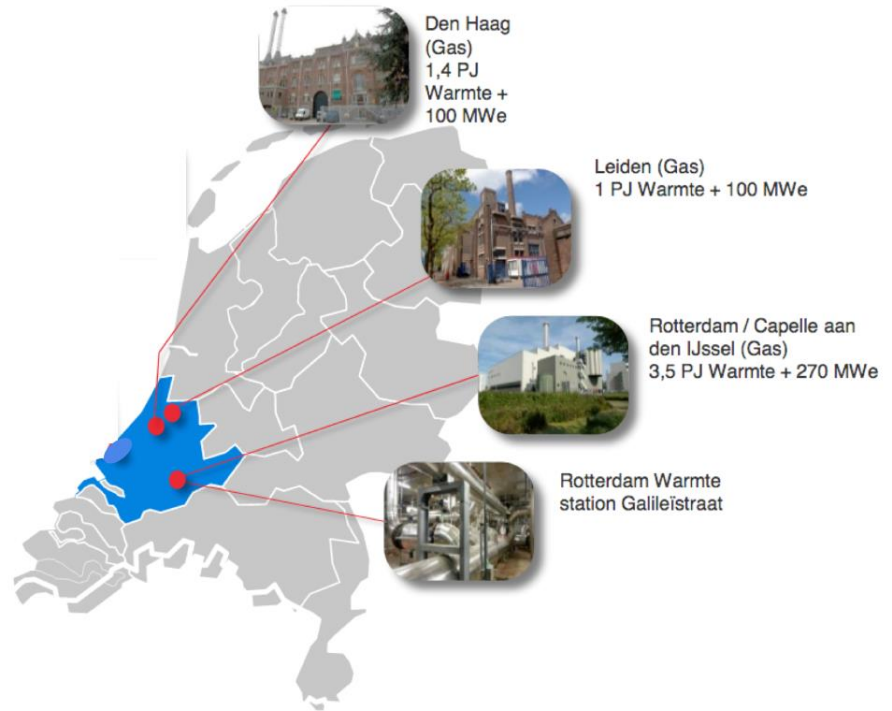 Den Haag
(Gas)
1,4 PJ
Warmte +
100 MWe
Leiden (Gas)
1 PJ Warmte + 100 MWe
Rotterdam / Capelle aan
den IJssel (Gas)
3,5 PJ Warmte + 270 MWe
Rotterdam Warmte
station Galileïstraat